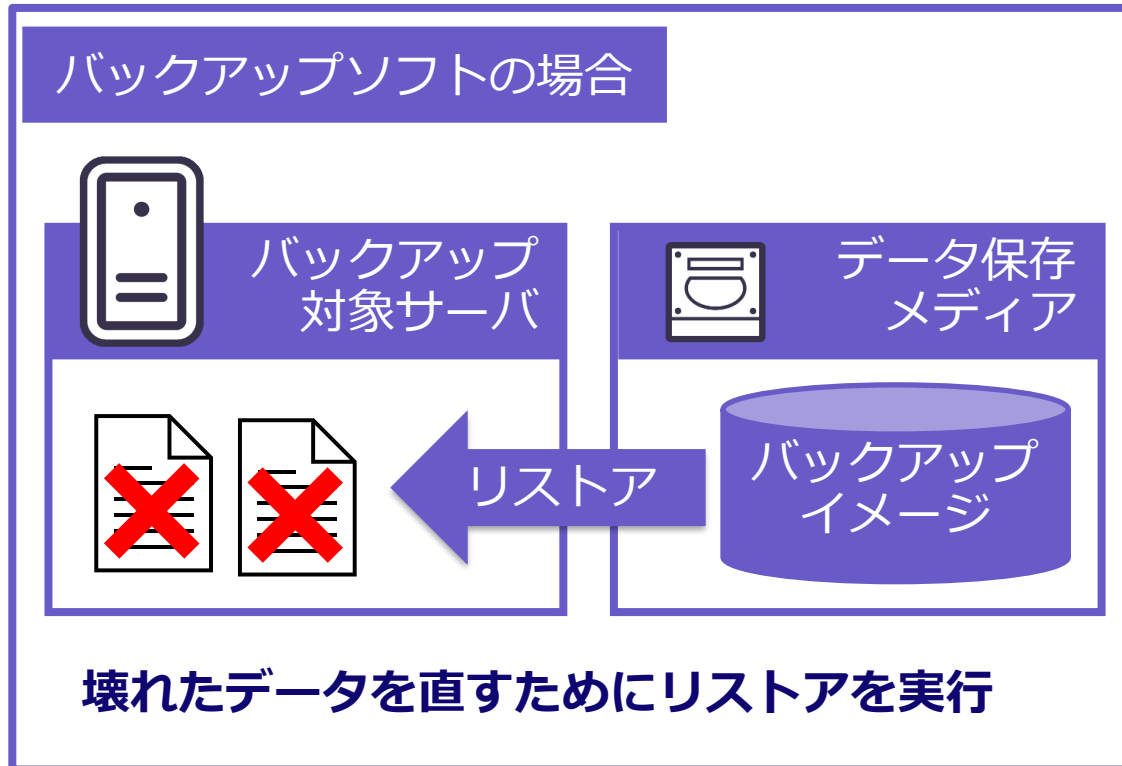 バックアップソフトの場合
バックアップ
対象サーバ
データ保存
メディア
リストア
バックアップ
イメージ
壊れたデータを直すためにリストアを実行